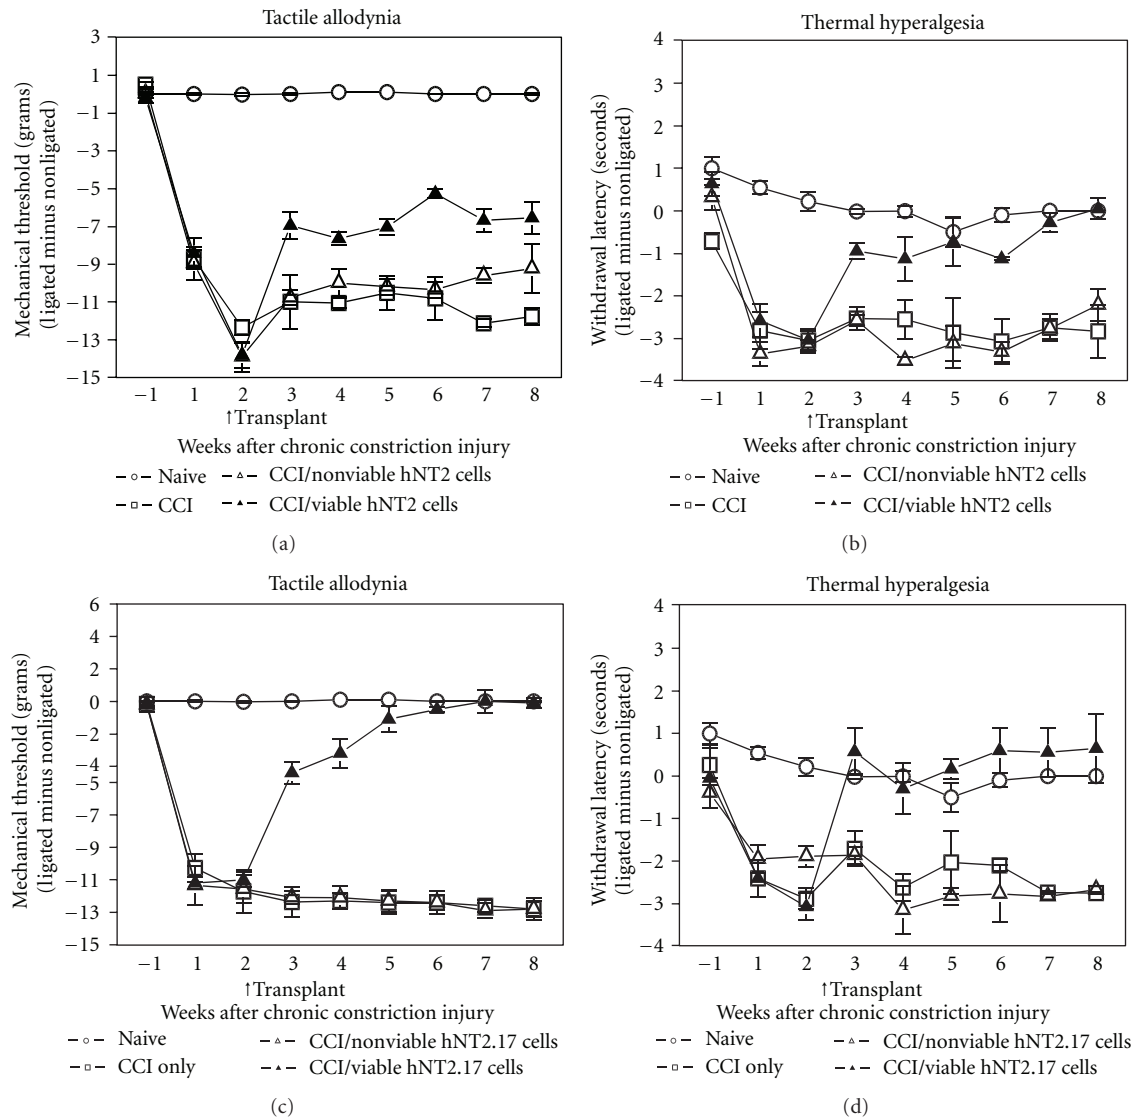 Tactile allodynia
Mechanical threshold (grams)
(ligated minus nonligated)
3
1
−1
−3
−5
−7
−9
−11
−13
−15
−1 1 2 3 4 5 6 7 8
↑Transplant
Weeks after chronic constriction injury
Naive
CCI
CCI/nonviable hNT2 cells
CCI/viable hNT2 cells
(a)
Thermal hyperalgesia
Withdrawal latency (seconds)
(ligated minus nonligated)
4
3
2
1
0
−1
−2
−3
−4
−1 1 2 3 4 5 6 7 8
↑Transplant
Weeks after chronic constriction injury
Naive
CCI
CCI/nonviable hNT2 cells
CCI/viable hNT2 cells
(b)
Tactile allodynia
Mechanical threshold (grams)
(ligated minus nonligated)
6
4
2
0
−2
−4
−5
−7
−9
−11
−13
−15
−1 1 2 3 4 5 6 7 8
↑Transplant
Weeks after chronic constriction injury
Naive
CCI only
CCI/nonviable hNT2.17 cells
CCI/viable hNT2.17 cells
(c)
Thermal hyperalgesia
Withdrawal latency (seconds)
(ligated minus nonligated)
4
3
2
1
0
−1
−2
−3
−4
−1 1 2 3 4 5 6 7 8
↑Transplant
Weeks after chronic constriction injury
Naive
CCI only
CCI/nonviable hNT2.17 cells
CCI/viable hNT2.17 cells
(d)